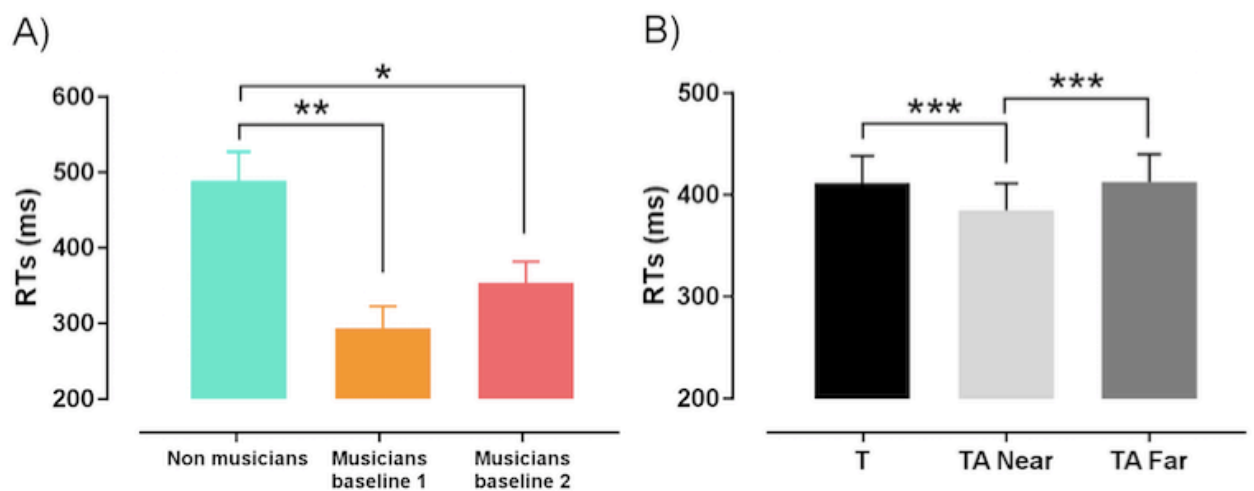 A)
B)
RTs (ms)
600
500
400
300
200
*
**
Non musicians
Musicians
baseline 1
Musicians
baseline 2
RTs (ms)
500
400
300
200
***
***
T
TA Near
TA Far